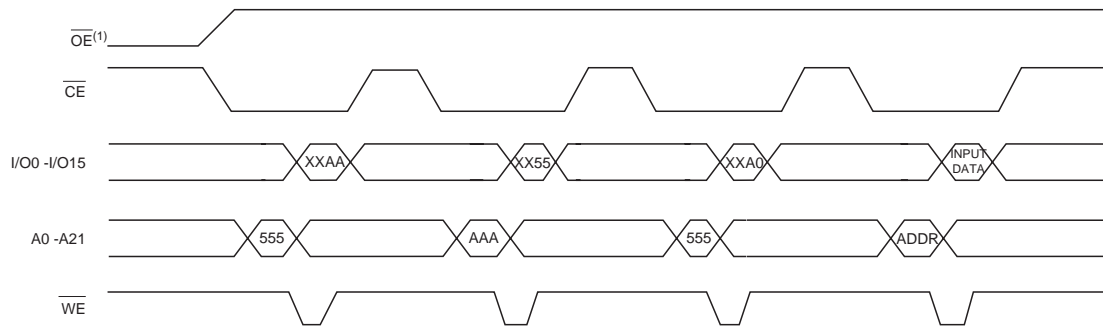 OE(1)
CE
I/O0 -I/O15 XXAA XX55 XXA0 INPUT DATA
A0 -A21 555 AAA 555 ADDR
WE